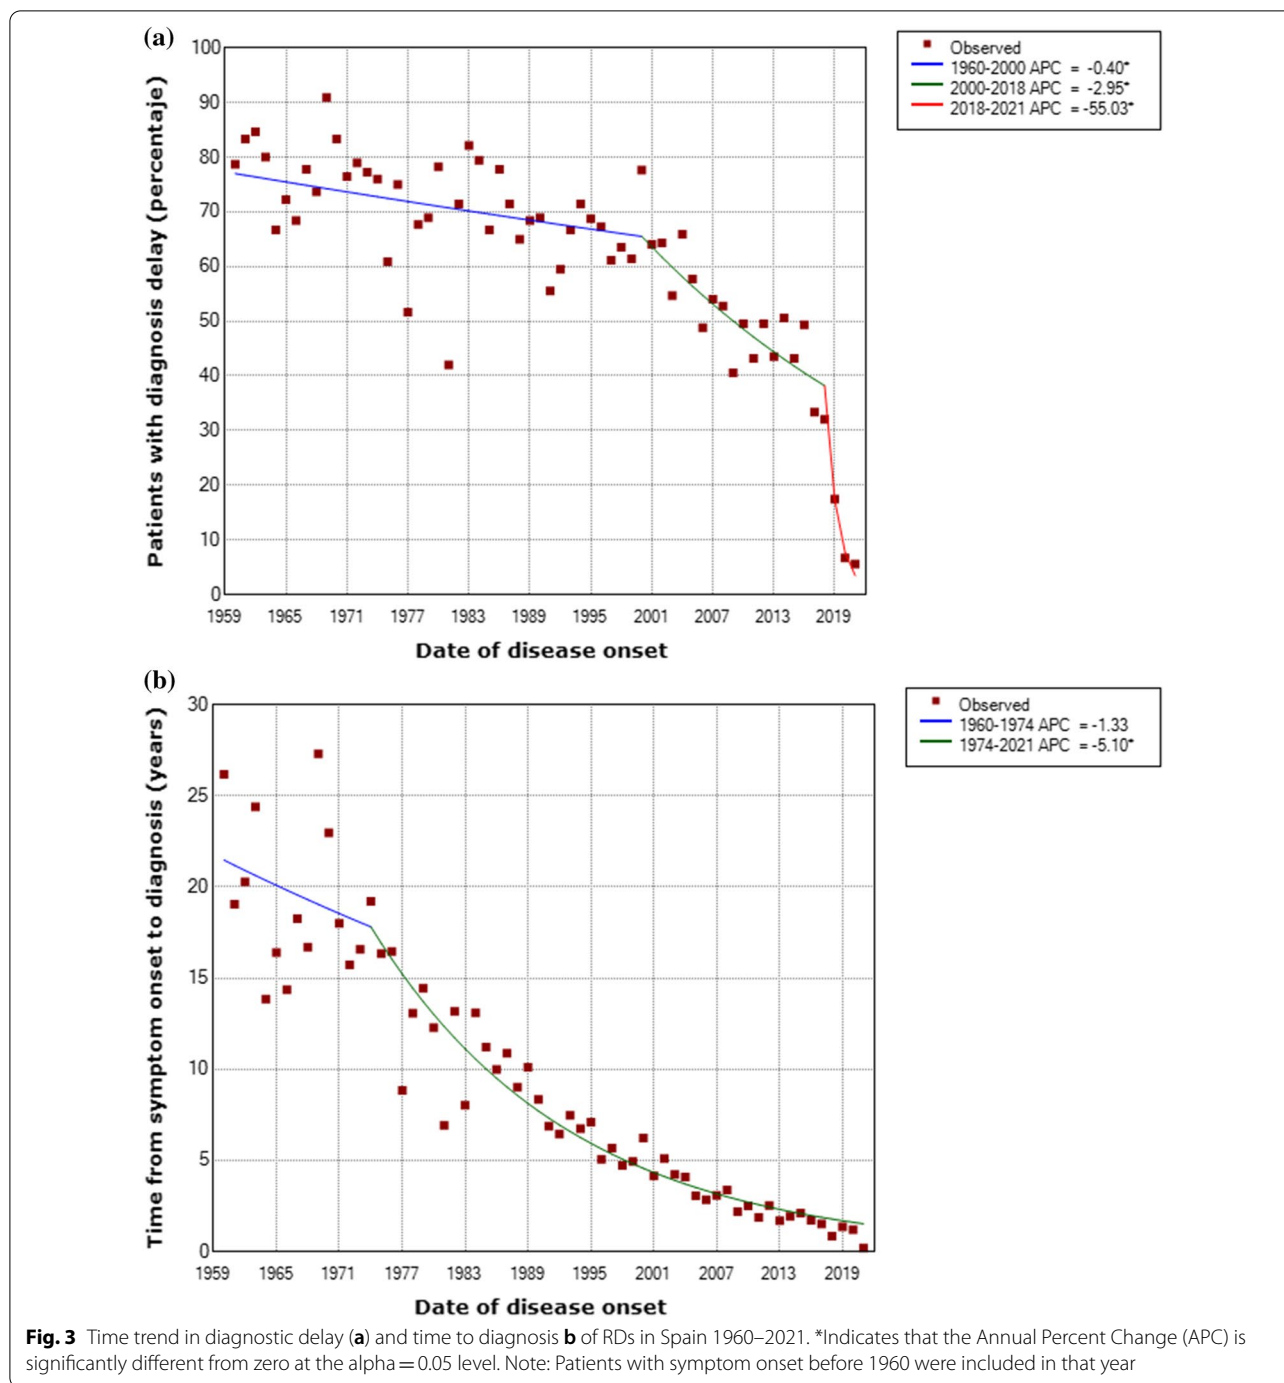 (a)
Patients with diagnosis delay (percentaje)
100
90
80
70
60
50
40
30
20
10
0
1959 1965 1971 1977 1983 1989 1995 2001 2007 2013 2019
Date of disease onset
Observed
1960-2000 APC = -0.40*
2000-2018 APC = -2.95*
2018-2021 APC = -55.03*
(b)
Time from symptom onset to diagnosis (years)
30
25
20
15
10
5
0
1959 1965 1971 1977 1983 1989 1995 2001 2007 2013 2019
Date of disease onset
Observed
1960-1974 APC = -1.33
1974-2021 APC = -5.10*
Fig. 3 Time trend in diagnostic delay (a) and time to diagnosis b of RDs in Spain 1960–2021. *Indicates that the Annual Percent Change (APC) is
significantly different from zero at the alpha = 0.05 level. Note: Patients with symptom onset before 1960 were included in that year